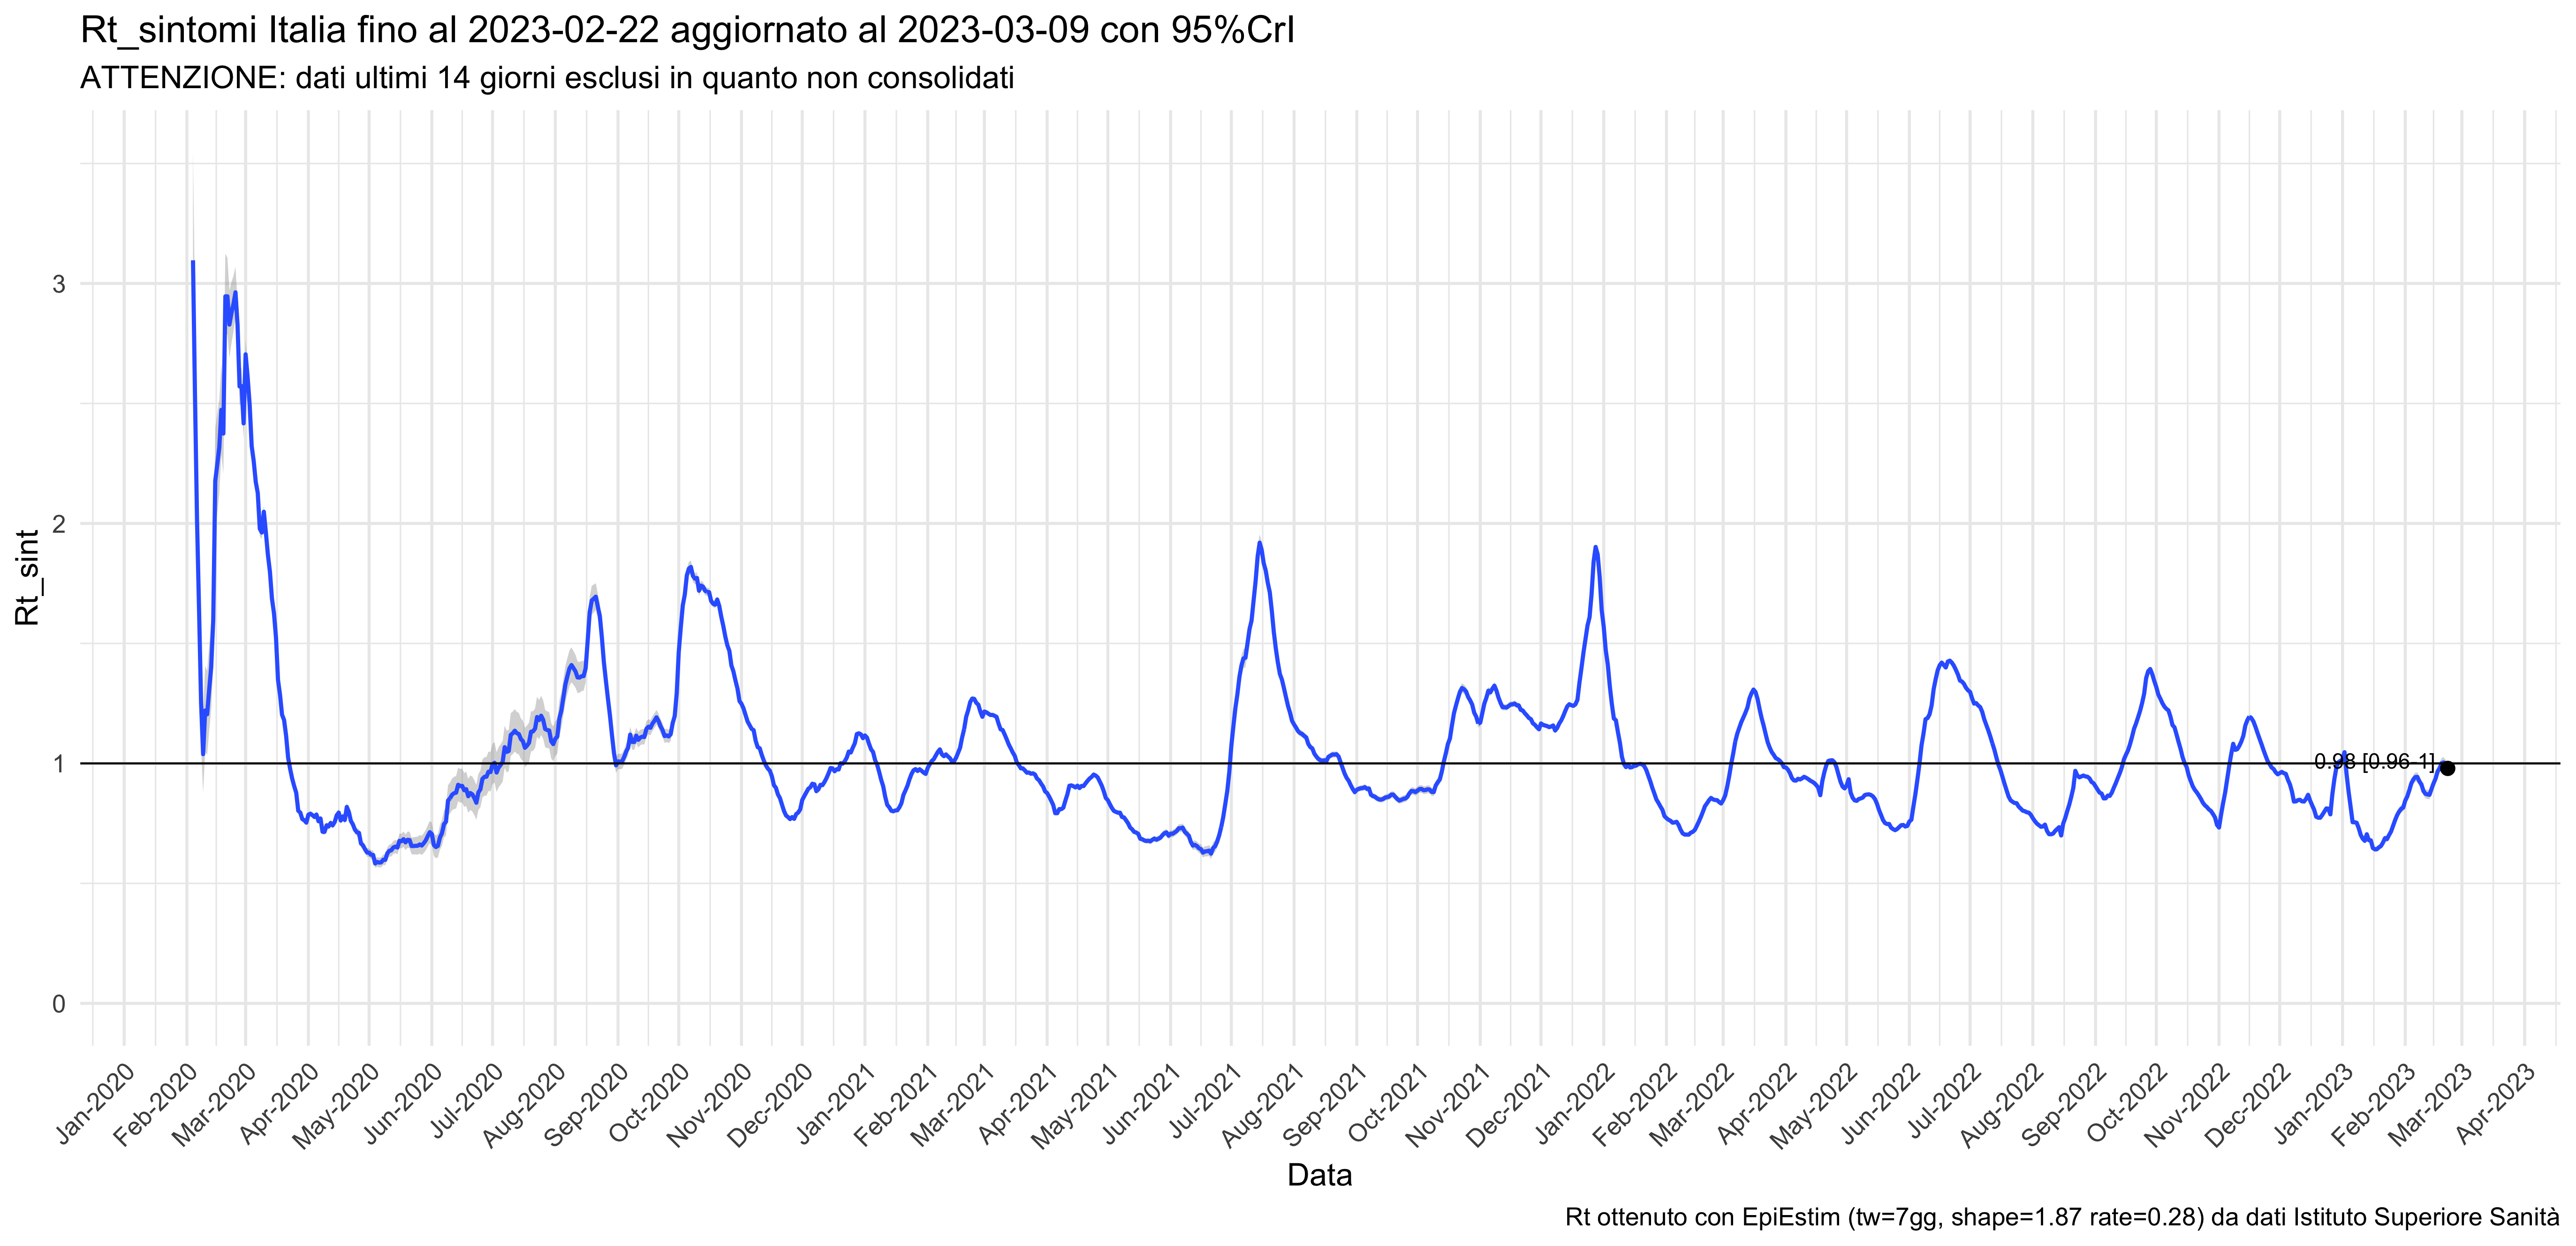 Rt_sintomi Italia fino al 2023-02-22 aggiornato al 2023-03-09 con 95%CrI
ATTENZIONE: dati ultimi 14 giorni esclusi in quanto non consolidati
Rt_sint
3
2
1
0
0.98 [0.96-1]
Jan-2020
Feb-2020
Mar-2020
Apr-2020
May-2020
Jun-2020
Jul-2020
Aug-2020
Sep-2020
Oct-2020
Nov-2020
Dec-2020
Jan-2021
Feb-2021
Mar-2021
Apr-2021
May-2021
Jun-2021
Jul-2021
Aug-2021
Sep-2021
Oct-2021
Nov-2021
Dec-2021
Jan-2022
Feb-2022
Mar-2022
Apr-2022
May-2022
Jun-2022
Jul-2022
Aug-2022
Sep-2022
Oct-2022
Nov-2022
Dec-2022
Jan-2023
Feb-2023
Mar-2023
Apr-2023
Data
Rt ottenuto con EpiEstim (tw=7gg, shape=1.87 rate=0.28) da dati Istituto Superiore Sanità